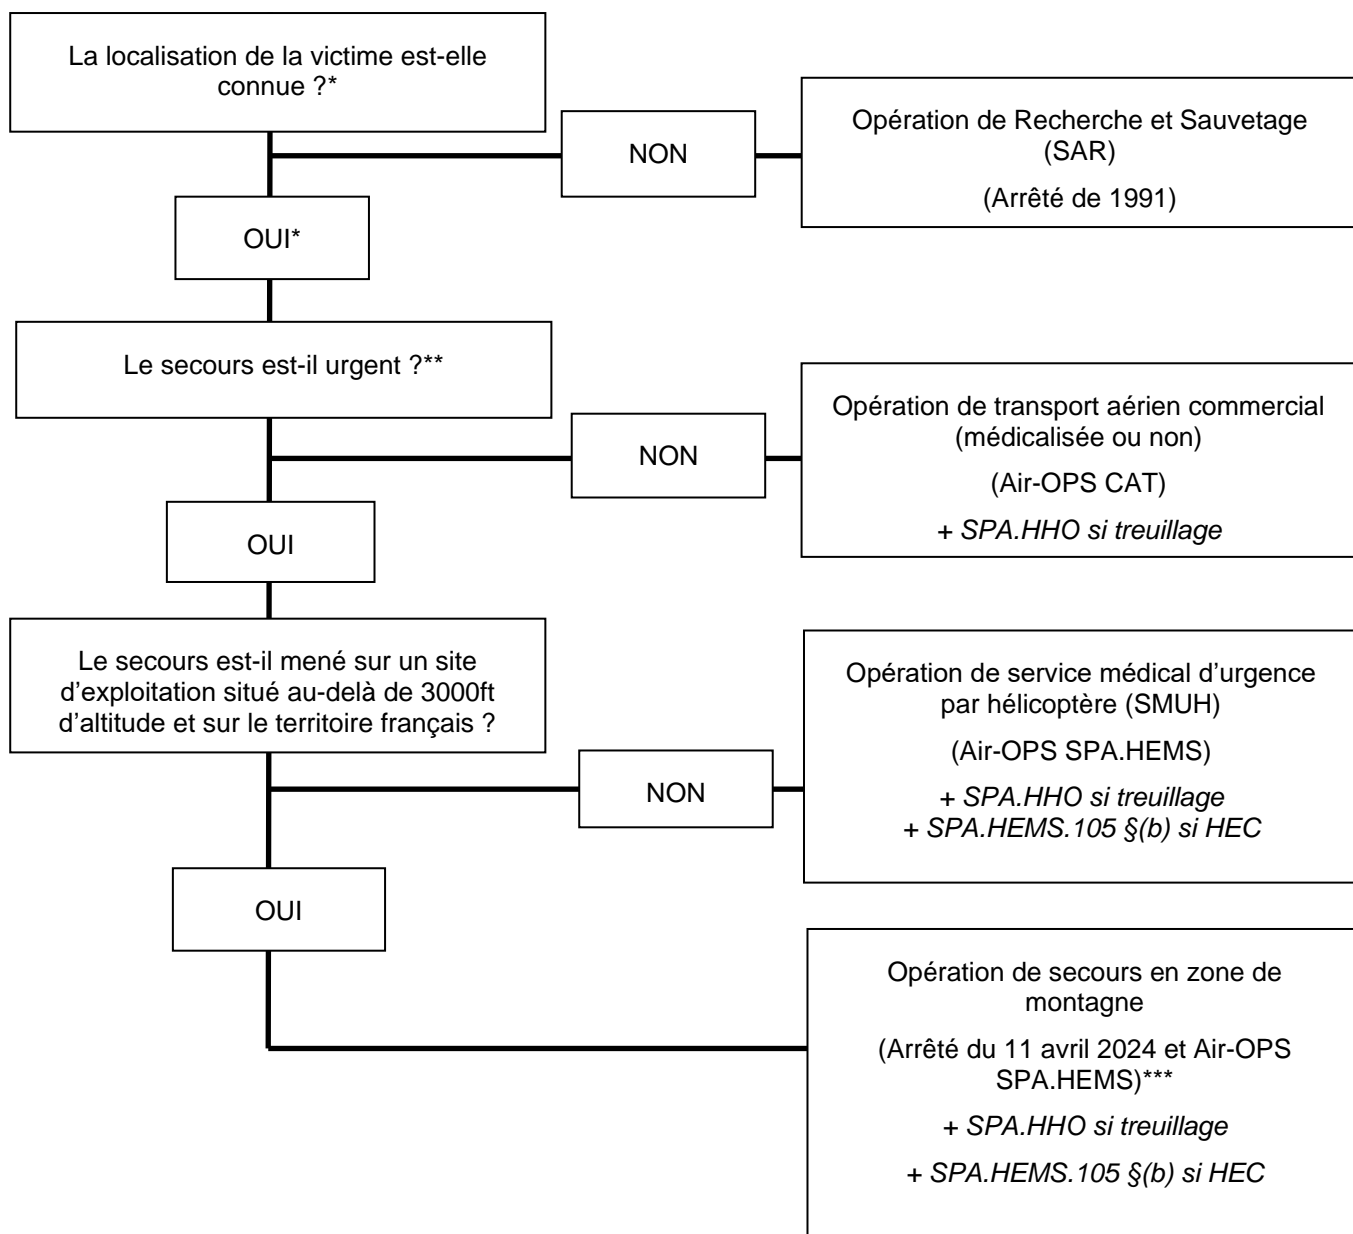 La localisation de la victime est-elle
connue ?*
NON
Opération de Recherche et Sauvetage
(SAR)
(Arrêté de 1991)
OUI*
Le secours est-il urgent ?**
NON
Opération de transport aérien commercial
(médicalisée ou non)
(Air-OPS CAT)
+ SPA.HHO si treuillage
OUI
Le secours est-il mené sur un site
d’exploitation situé au-delà de 3000ft
d’altitude et sur le territoire français ?
NON
Opération de service médical d’urgence
par hélicoptère (SMUH)
(Air-OPS SPA.HEMS)
+ SPA.HHO si treuillage
+ SPA.HEMS.105 §(b) si HEC
OUI
Opération de secours en zone de
montagne
(Arrêté du 11 avril 2024 et Air-OPS
SPA.HEMS)***
+ SPA.HHO si treuillage
+ SPA.HEMS.105 §(b) si HEC